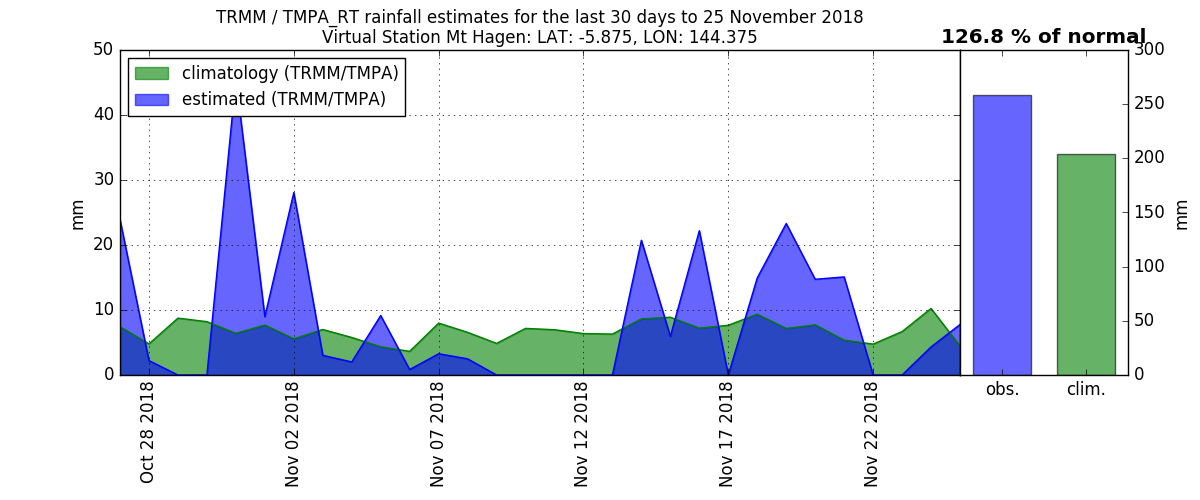 TRMM / TMPA_RT rainfall estimates for the last 30 days to 25 November 2018
Virtual Station Mt Hagen: LAT: -5.875, LON: 144.375
126.8 % of normal
climatology (TRMM/TMPA)
estimated (TRMM/TMPA)
50
40
30
20
10
0
mm
Oct 28 2018
Nov 02 2018
Nov 07 2018
Nov 12 2018
Nov 17 2018
Nov 22 2018
obs.
clim.
300
250
200
150
100
50
0
mm